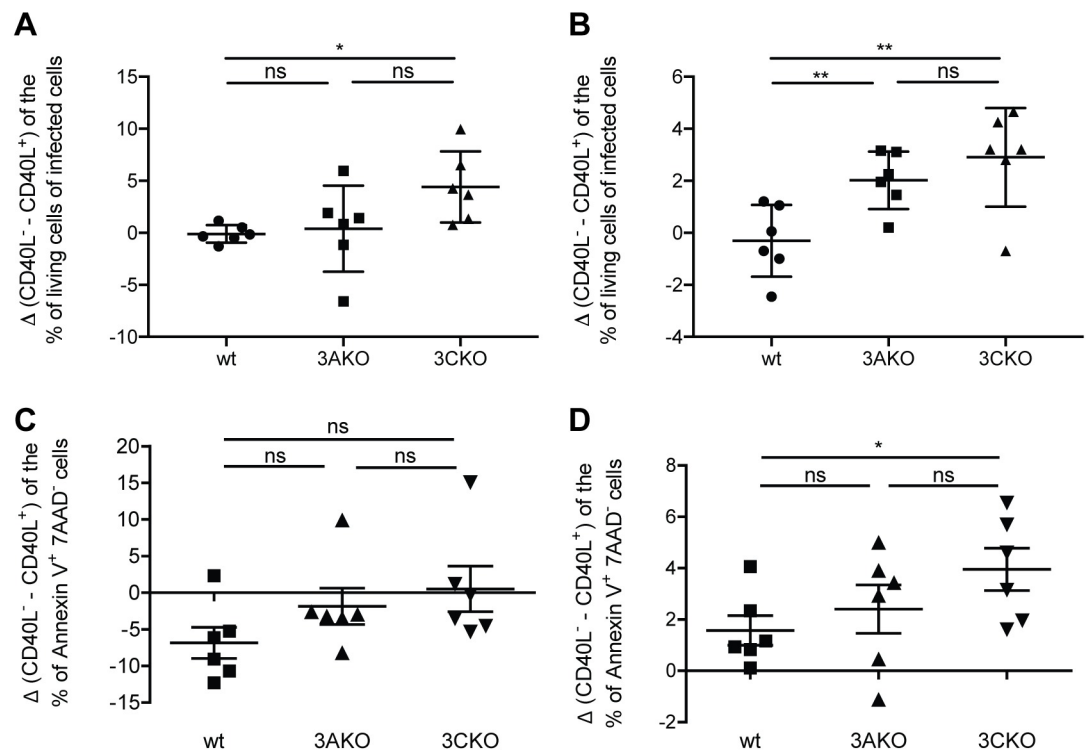 A
Δ (CD40L⁻ - CD40L⁺) of the
% of living cells of infected cells
*
ns
ns
15
10
5
0
-5
-10
wt
3AKO
3CKO
B
Δ (CD40L⁻ - CD40L⁺) of the
% of living cells of infected cells
**
**
ns
6
4
2
0
-2
-4
wt
3AKO
3CKO
C
Δ (CD40L⁻ - CD40L⁺) of the
% of Annexin V⁺ 7AAD⁻ cells
ns
ns
ns
20
15
10
5
0
-5
-10
-15
wt
3AKO
3CKO
D
Δ (CD40L⁻ - CD40L⁺) of the
% of Annexin V⁺ 7AAD⁻ cells
*
ns
ns
8
6
4
2
0
-2
wt
3AKO
3CKO